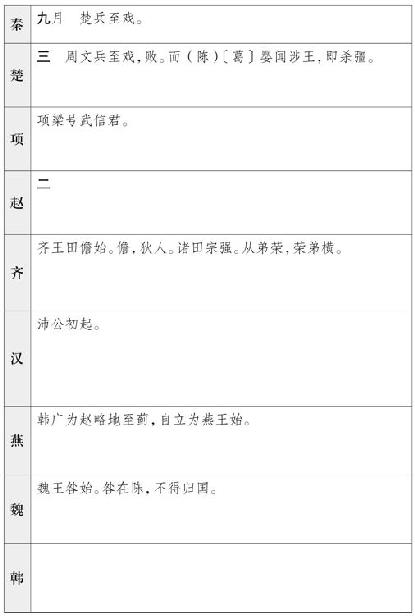 秦 九月 楚兵至戏。
楚 三 周文兵至戏,败。而(陈)〔葛〕婴闻涉王,即杀彊。
项 项梁号武信君。
赵 二
齐 齐王田儋始。儋,狄人。诸田宗强。从弟荣,荣弟横。
汉 沛公初起。
燕 韩广为赵略地至蓟,自立为燕王始。
魏 魏王咎始。咎在陈,不得归国。
韩